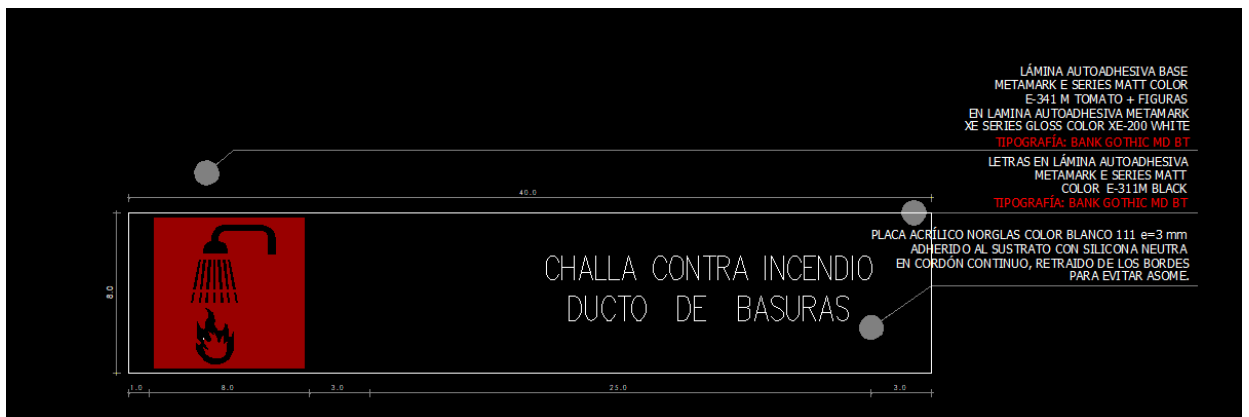 LÁMINA AUTOADHESIVA BASE
METAMARK E SERIES MATT COLOR
E-341 M TOMATO + FIGURAS
EN LAMINA AUTOADHESIVA METAMARK
XE SERIES GLOSS COLOR XE-200 WHITE
TIPOGRAFÍA: BANK GOTHIC MD BT
LETRAS EN LÁMINA AUTOADHESIVA
METAMARK E SERIES MATT
COLOR E-311M BLACK
TIPOGRAFÍA: BANK GOTHIC MD BT
PLACA ACRÍLICO NORGLAS COLOR BLANCO 111 e=3 mm
ADHERIDO AL SUSTRATO CON SILICONA NEUTRA
EN CORDÓN CONTINUO, RETRAIDO DE LOS BORDES
PARA EVITAR ASOME.
40.0
8.0
CHALLA CONTRA INCENDIO
DUCTO DE BASURAS
1.0 8.0 3.0 25.0 3.0